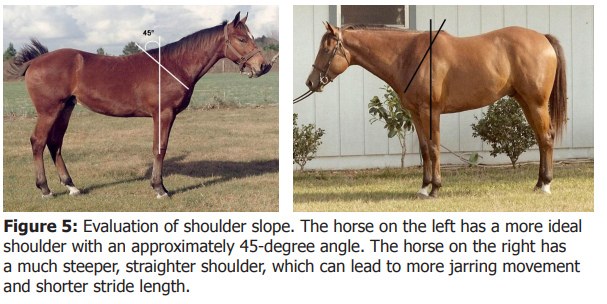 45°
Figure 5: Evaluation of shoulder slope. The horse on the left has a more ideal
shoulder with an approximately 45-degree angle. The horse on the right has
a much steeper, straighter shoulder, which can lead to more jarring movement
and shorter stride length.